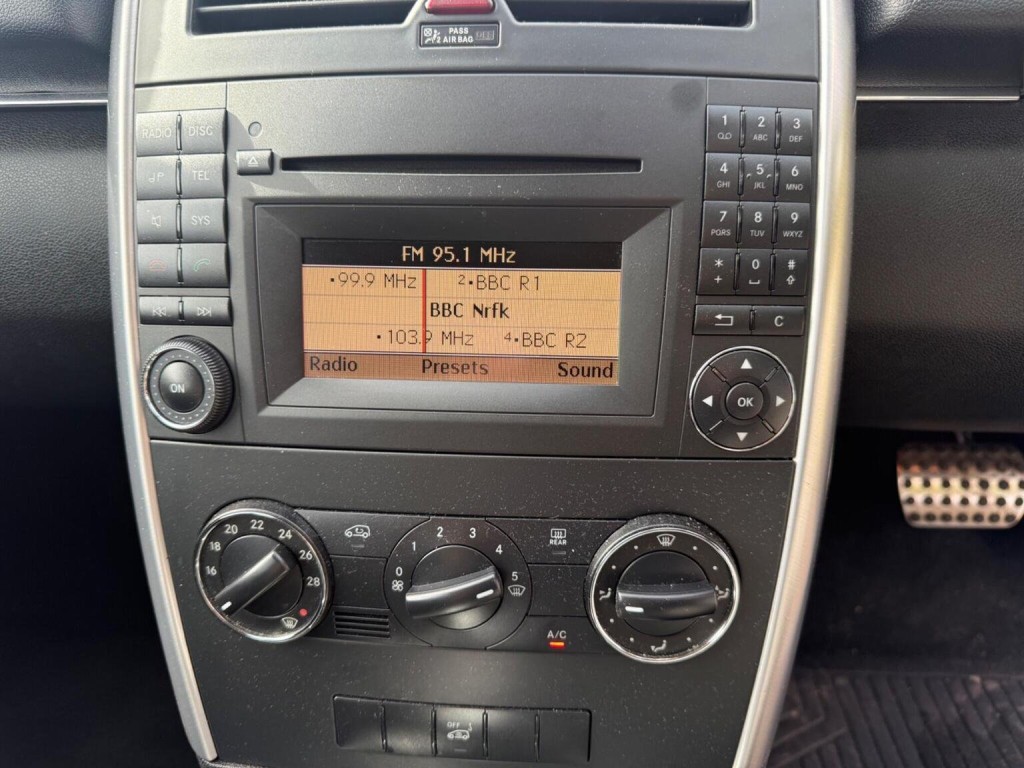 PASS
2 AIR BAG OFF
RADIO DISC
TEL
SYS
FM 95.1 MHz
•99.9 MHz 2•BBC R1
BBC Nrfk
•103.9 MHz 4•BBC R2
Radio Presets Sound
ON
1 2 ABC 3 DEF
4 GHI 5 JKL 6 MNO
7 PQRS 8 TUV 9 WXYZ
* + 0 #
C
OK
16 18 20 22 24 26 28
0 1 2 3 4 5
REAR
A/C
OFF